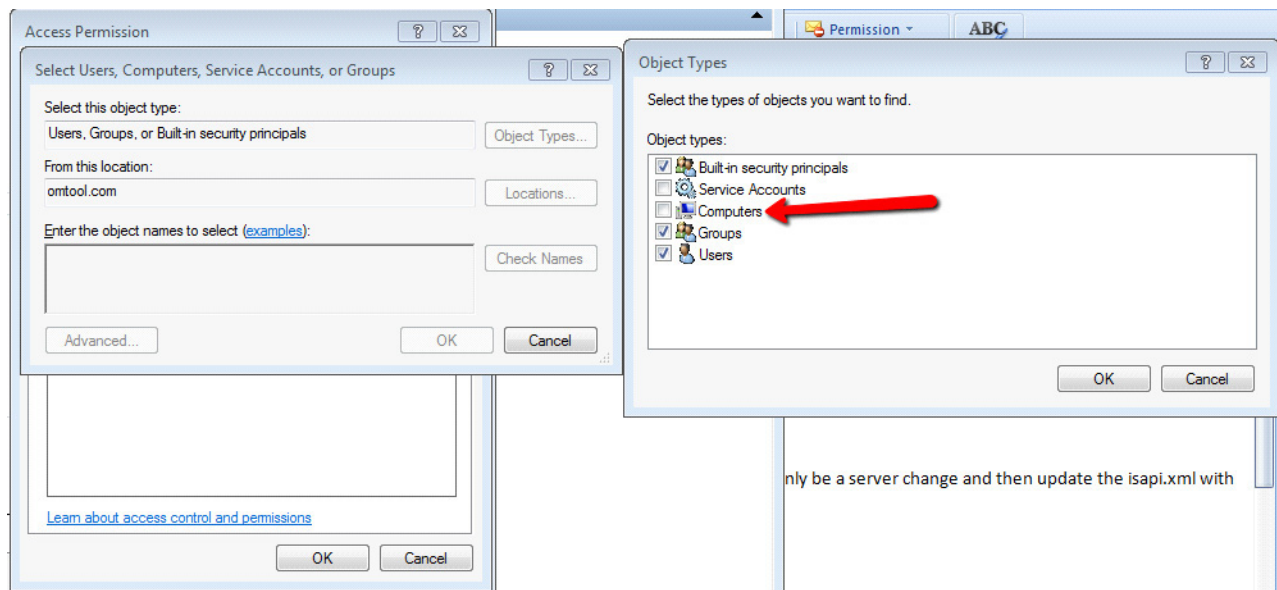 Access Permission
Select Users, Computers, Service Accounts, or Groups
Select this object type:
Users, Groups, or Built-in security principals
Object Types...
From this location:
omtool.com
Locations...
Enter the object names to select (examples):
Check Names
Advanced...
OK
Cancel
Learn about access control and permissions
OK
Cancel
Permission
ABC
Object Types
Select the types of objects you want to find.
Object types:
Built-in security principals
Service Accounts
Computers
Groups
Users
OK
Cancel
nly be a server change and then update the isapi.xml with